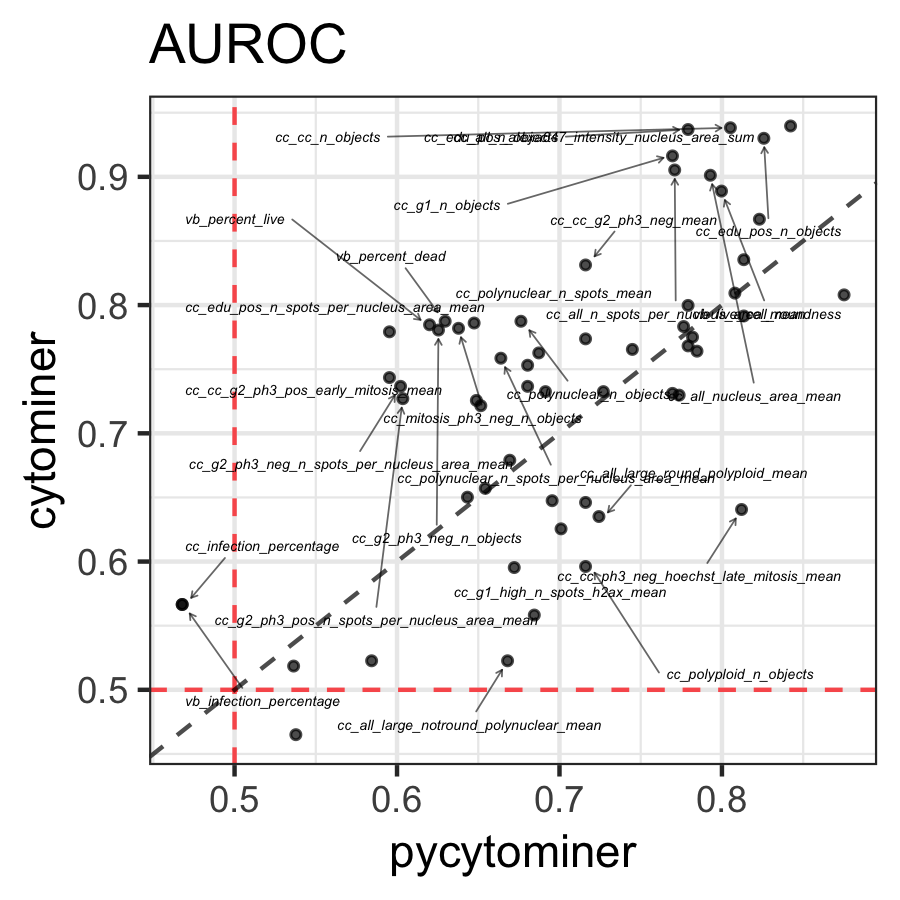 AUROC
cc_cc_n_objects
intensity_nucleus_area_sum
cc_g1_n_objects
vb_percent_live
cc_cc_g2_ph3_neg_mean
cc_edu_pos_n_objects
vb_percent_dead
cc_polynuclear_n_spots_mean
cc_edu_pos_n_spots_per_nucleus_area_mean
cc_all_n_spots_per_nucleus_area_mean
cc_cc_g2_ph3_pos_early_mitosis_mean
cc_polynuclear_n_objects
all_nucleus_area_mean
cc_mitosis_ph3_neg_n_objects
cc_g2_ph3_neg_n_spots_per_nucleus_area_mean
cc_all_large_round_polyploid_mean
cc_polynuclear_n_spots_per_nucleus_area_mean
cc_g2_ph3_neg_n_objects
cc_infection_percentage
cc_cc_ph3_neg_hoechst_late_mitosis_mean
cc_g1_high_n_spots_h2ax_mean
cc_g2_ph3_pos_n_spots_per_nucleus_area_mean
cc_polyploid_n_objects
vb_infection_percentage
cc_all_large_notround_polynuclear_mean
0.9
0.8
0.7
0.6
0.5
cytominer
0.5 0.6 0.7 0.8
pycytominer